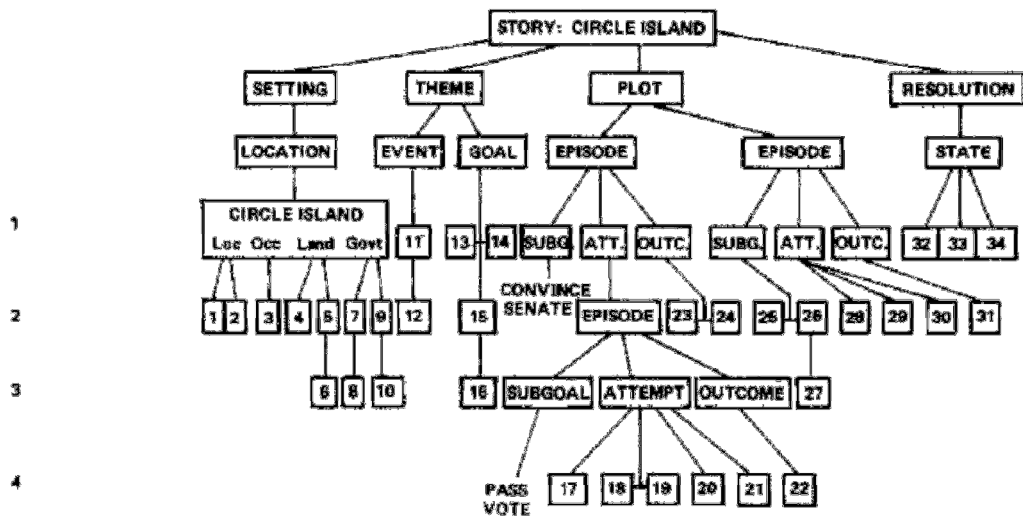 STORY: CIRCLE ISLAND
SETTING THEME PLOT RESOLUTION
LOCATION EVENT GOAL EPISODE EPISODE STATE
CIRCLE ISLAND
1 Loc Occ Land Govt 11 13 14 SUBG. ATT. OUTC. SUBG. ATT. OUTC. 32 33 34
CONVINCE
SENATE
2 1 2 3 4 5 7 9 12 15 EPISODE 23 24 25 26 28 29 30 31
3 6 8 10 16 SUBGOAL ATTEMPT OUTCOME 27
4 PASS 17 18 19 20 21 22
VOTE